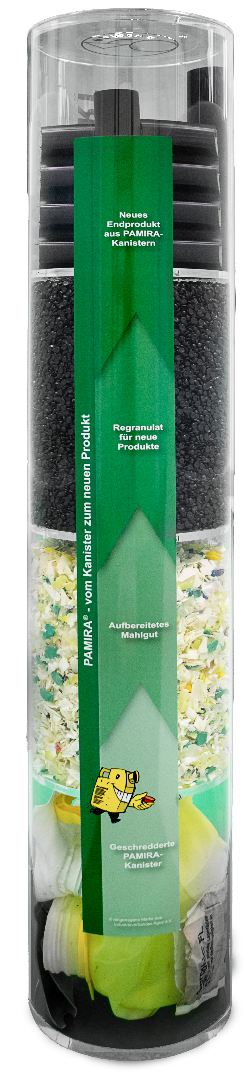 Neues
Endprodukt
aus PAMIRA-
Kanistern
Regranulat
für neue
Produkte
PAMIRA® - vom Kanister zum neuen Produkt
Aufbereitetes
Mahlgut
Geschredderte
PAMIRA-
Kanister